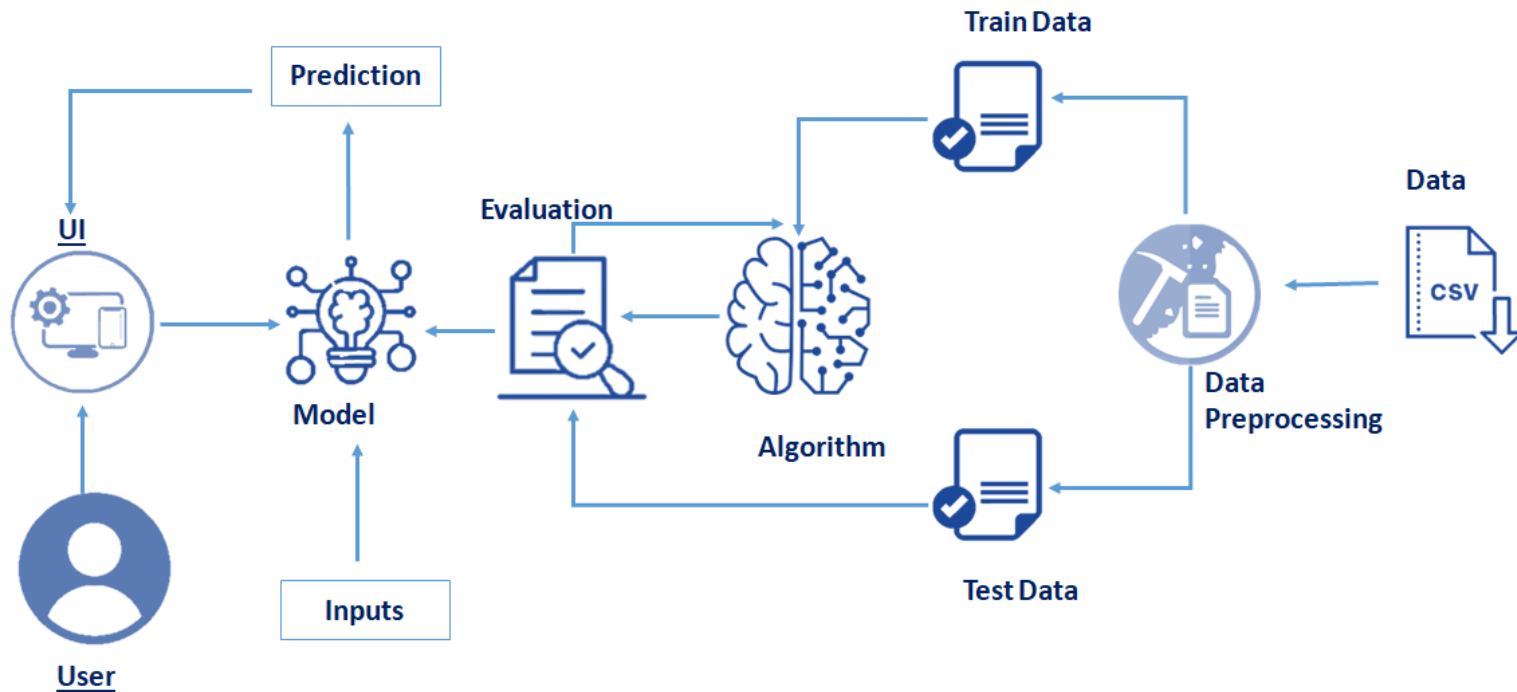 Train Data
Prediction
Data
Evaluation
UI
CSV
Data
Preprocessing
Model
Algorithm
Test Data
Inputs
User